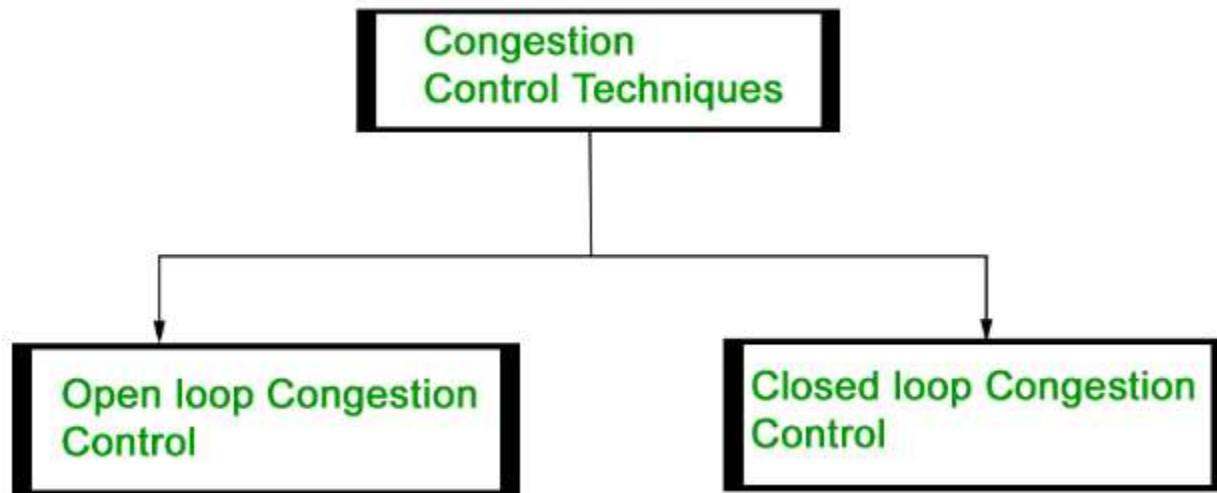 Congestion
Control Techniques
Open loop Congestion
Control
Closed loop Congestion
Control